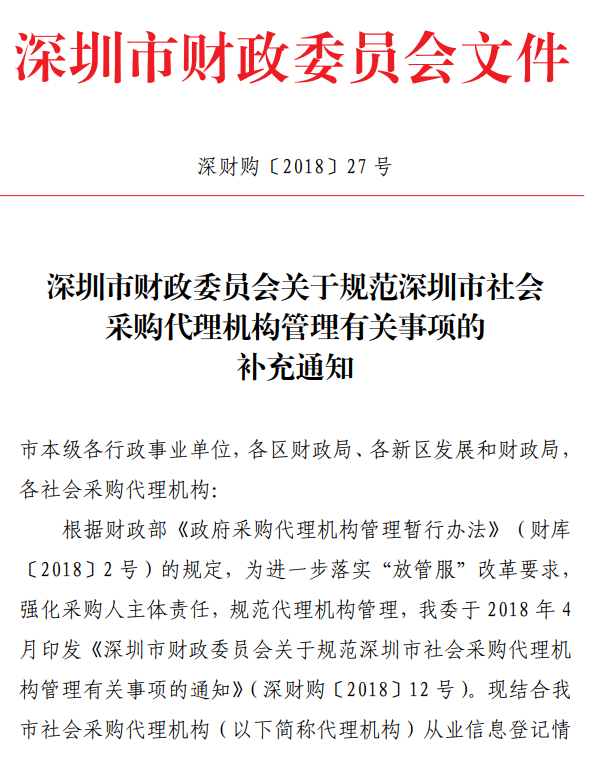 深圳市财政委员会文件
深财购〔2018〕27 号
深圳市财政委员会关于规范深圳市社会
采购代理机构管理有关事项的
补充通知
市本级各行政事业单位，各区财政局、各新区发展和财政局，
各社会采购代理机构：
根据财政部《政府采购代理机构管理暂行办法》（财库
〔2018〕2 号）的规定，为进一步落实“放管服”改革要求，
强化采购人主体责任，规范代理机构管理，我委于 2018 年 4
月印发《深圳市财政委员会关于规范深圳市社会采购代理机
构管理有关事项的通知》（深财购〔2018〕12 号）。现结合我
市社会采购代理机构（以下简称代理机构）从业信息登记情